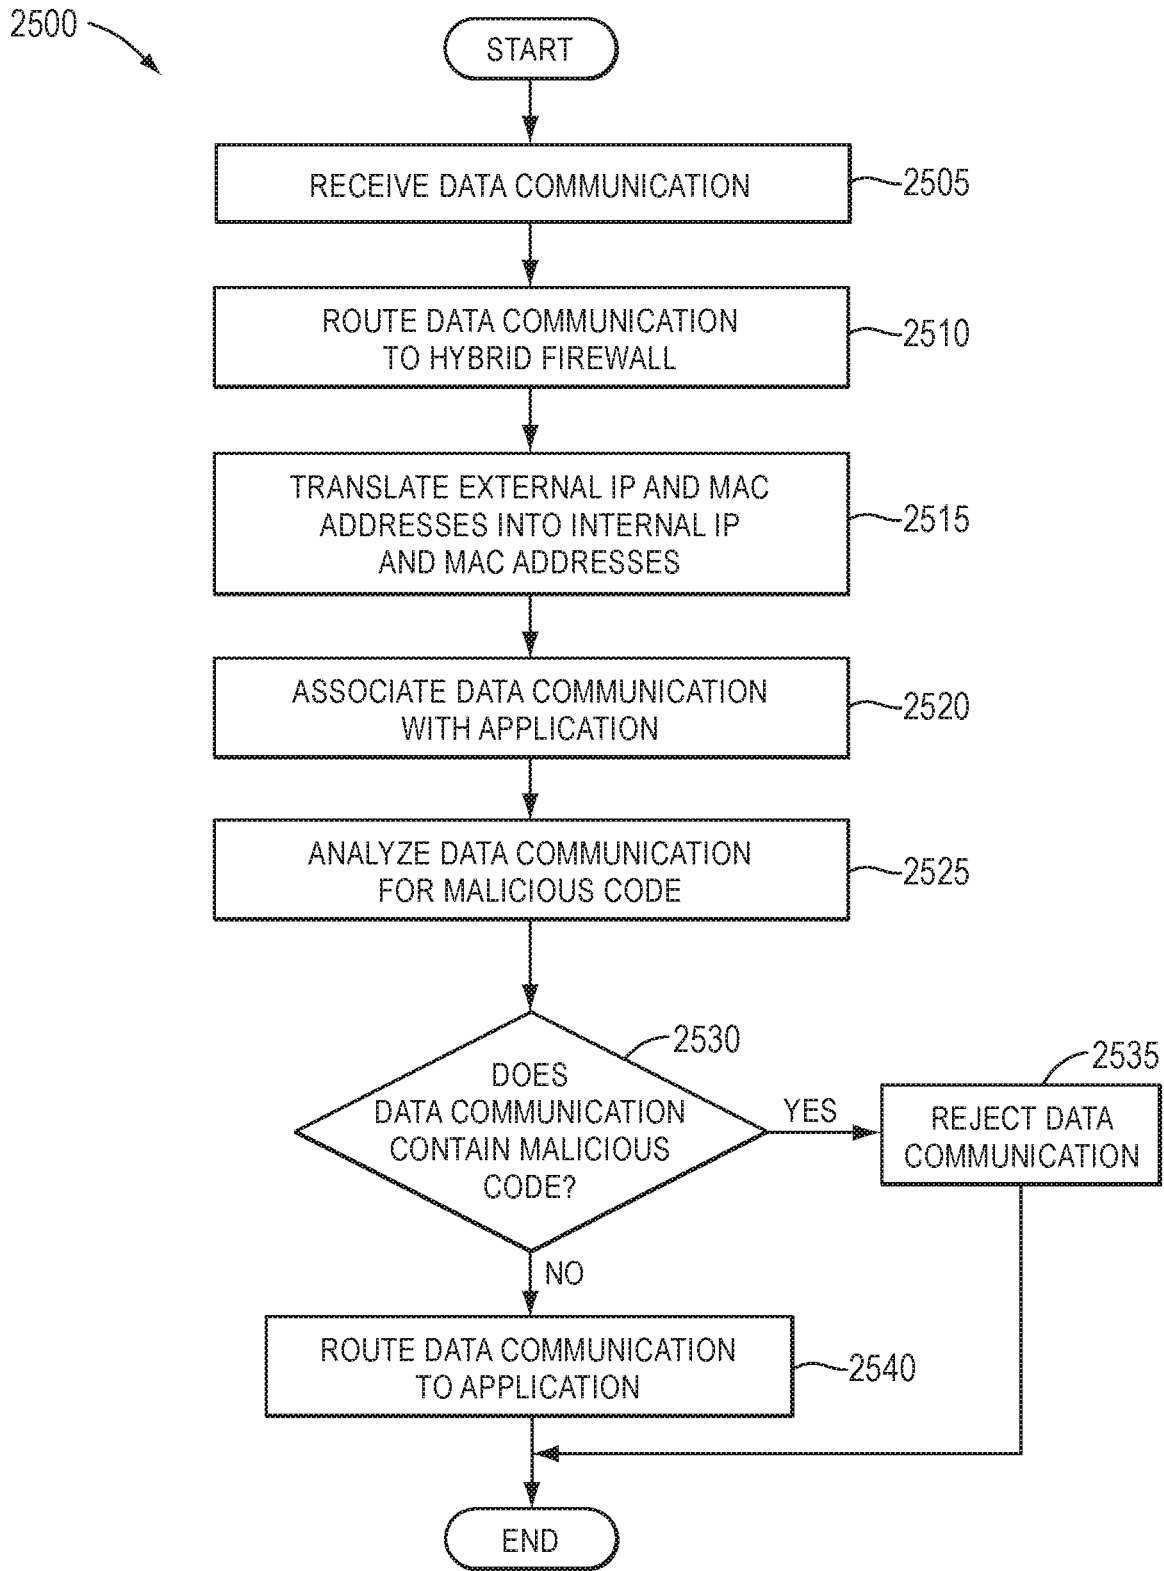 2500
START
RECEIVE DATA COMMUNICATION
2505
ROUTE DATA COMMUNICATION
TO HYBRID FIREWALL
2510
TRANSLATE EXTERNAL IP AND MAC
ADDRESSES INTO INTERNAL IP
AND MAC ADDRESSES
2515
ASSOCIATE DATA COMMUNICATION
WITH APPLICATION
2520
ANALYZE DATA COMMUNICATION
FOR MALICIOUS CODE
2525
2530
DOES
DATA COMMUNICATION
CONTAIN MALICIOUS
CODE?
YES
2535
REJECT DATA
COMMUNICATION
NO
ROUTE DATA COMMUNICATION
TO APPLICATION
2540
END